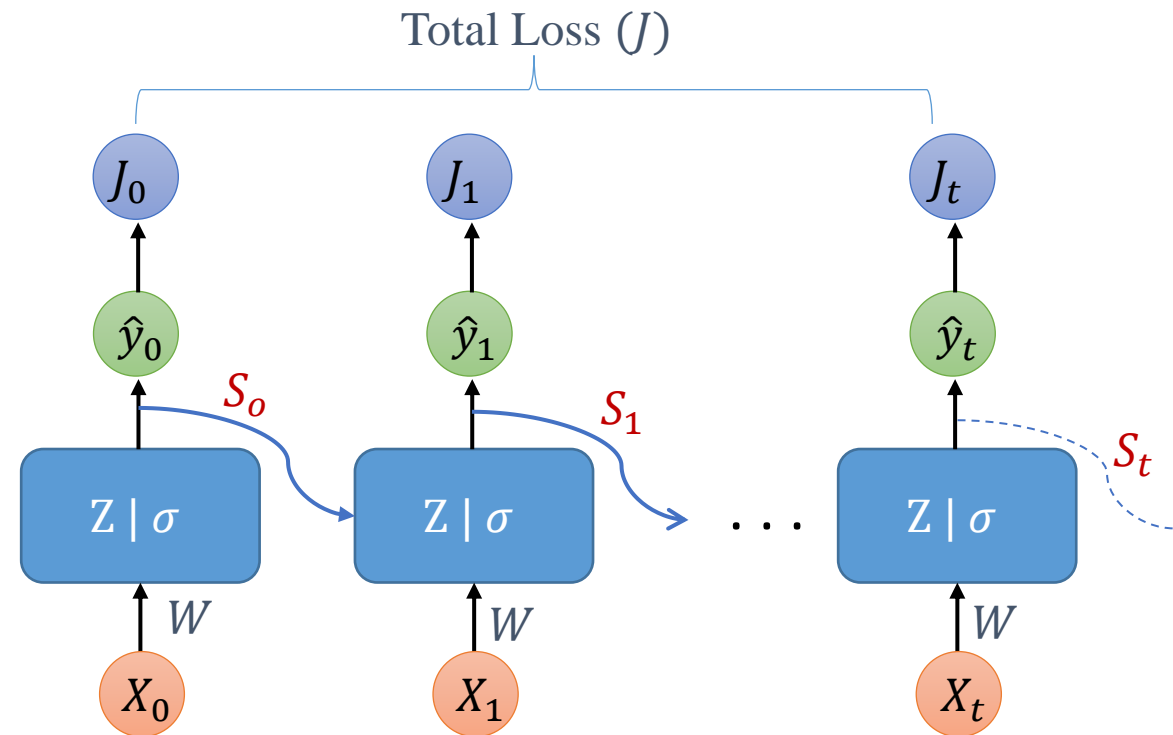 Total Loss (J)
J₀ J₁ Jₜ
ŷ₀ ŷ₁ ŷₜ
Sₒ S₁ Sₜ
Z | σ Z | σ . . . Z | σ
W W W
X₀ X₁ Xₜ